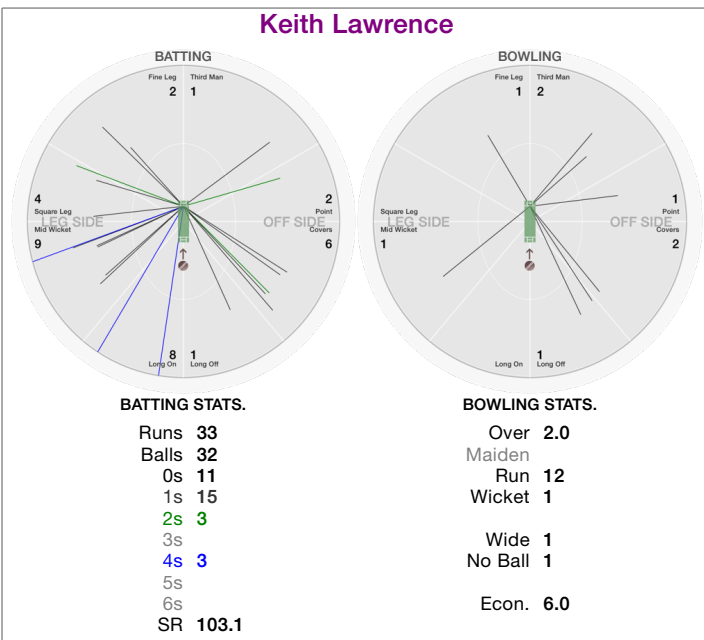 Keith Lawrence
BATTING
Fine Leg Third Man
2 1
4 2
Square Leg Point
LEG SIDE OFF SIDE
Mid Wicket Covers
9 6
8 1
Long On Long Off
BATTING STATS.
Runs 33
Balls 32
0s 11
1s 15
2s 3
3s
4s 3
5s
6s
SR 103.1
BOWLING
Fine Leg Third Man
1 2
1
Square Leg Point
LEG SIDE OFF SIDE
Mid Wicket Covers
1 2
1
Long On Long Off
BOWLING STATS.
Over 2.0
Maiden
Run 12
Wicket 1
Wide 1
No Ball 1
Econ. 6.0